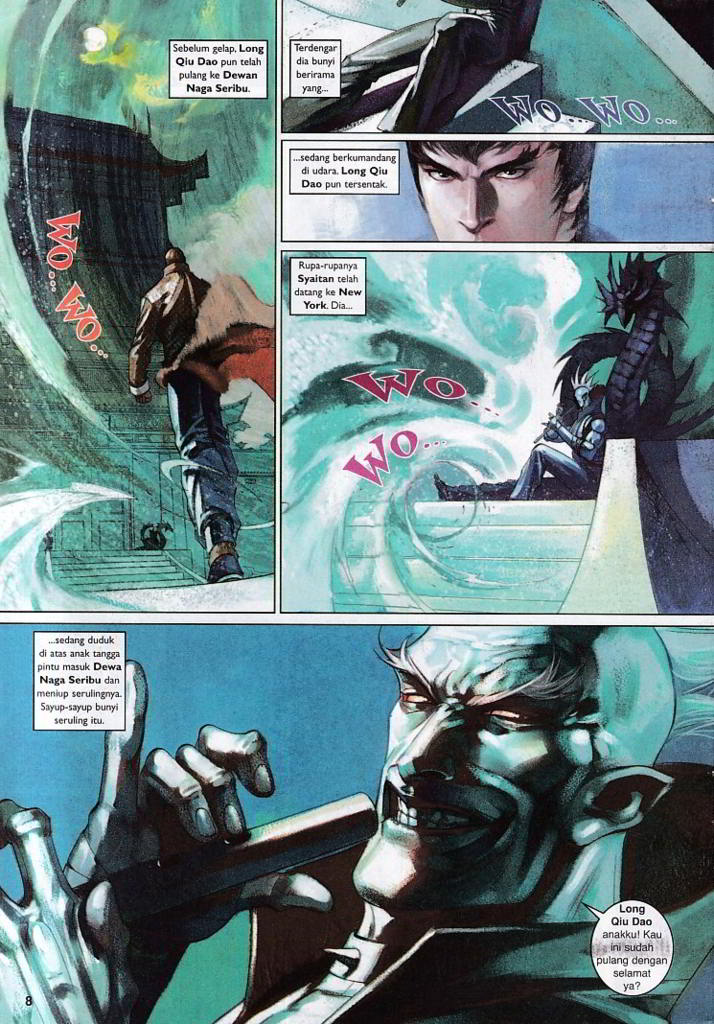 Sebelum gelap, Long
Qiu Dao pun telah
pulang ke Dewan
Naga Seribu.
WO... WO...
Terdengar
dia bunyi
berirama
yang...
WO...WO...
...sedang berkumandang
di udara. Long Qiu
Dao pun tersentak.
Rupa-rupanya
Syaitan telah
datang ke New
York. Dia...
WO...
WO...
...sedang duduk
di atas anak tangga
pintu masuk Dewa
Naga Seribu dan
meniup serulingnya.
Sayup-sayup bunyi
seruling itu.
Long
Qiu Dao
anakku! Kau
ini sudah
pulang dengan
selamat
ya?
8